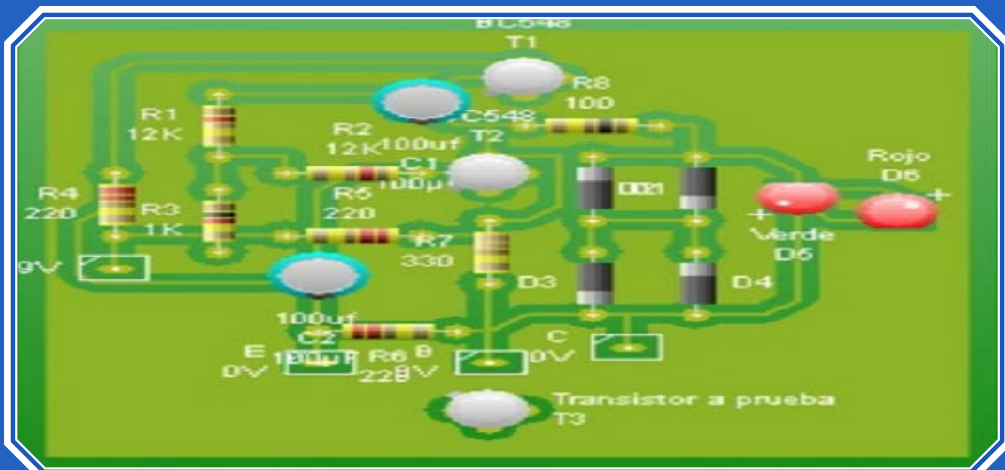 BC548
T1
R8
100
R1
12K
C548
T2
R2
12K
100uf
C1
100µ
Rojo
D6
+
R4
220
R5
220
R3
1K
+
Verde
D5
R7
330
9V
D3
D4
100uf
C2
100µF
E
0V
R6
B
C
0V
Transistor a prueba
T3